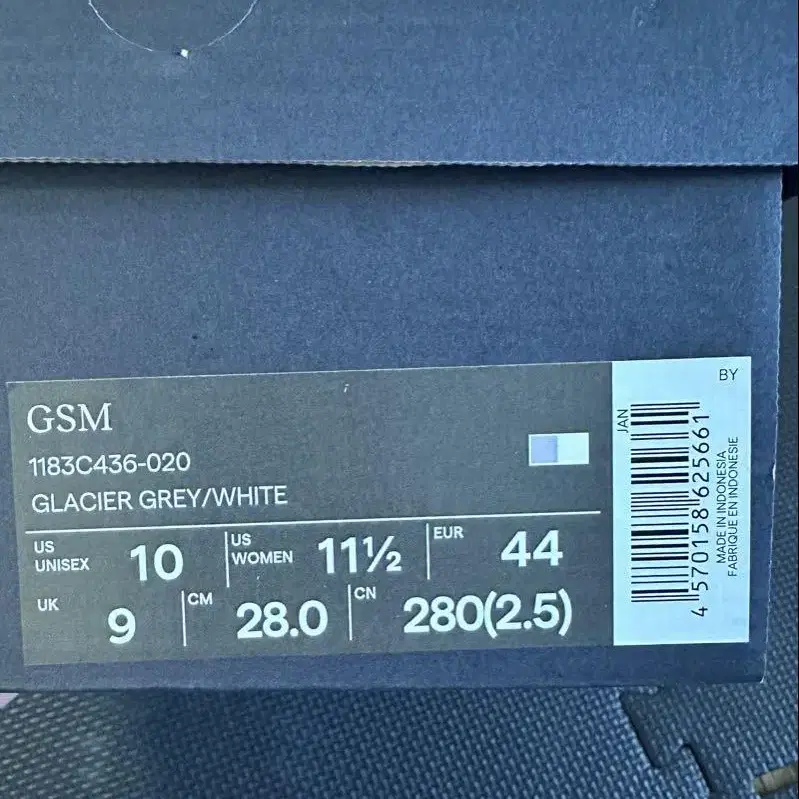 GSM
1183C436-020
GLACIER GREY/WHITE
US UNISEX 10
US WOMEN 11½
EUR 44
UK 9
CM 28.0
CN 280(2.5)
BY
JAN
4 570158 625661
MADE IN INDONESIA
FABRIQUE EN INDONESIE